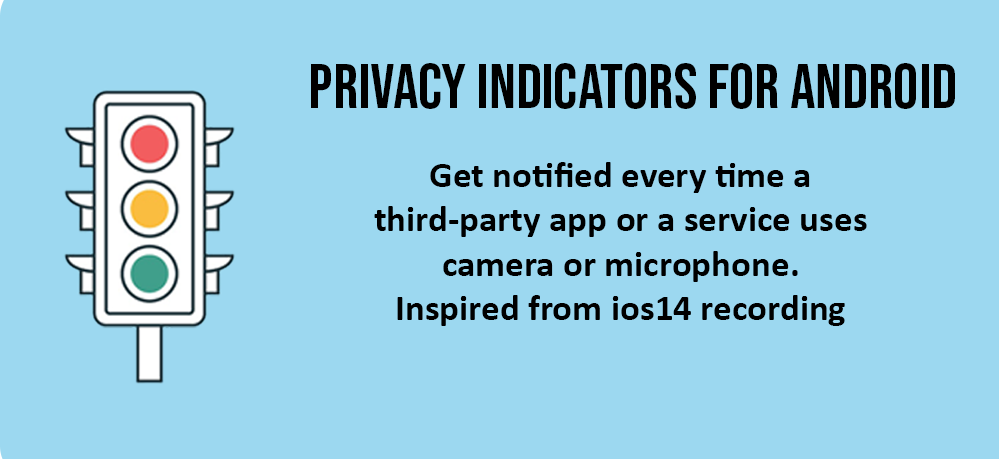 PRIVACY INDICATORS FOR ANDROID
Get notified every time a
third-party app or a service uses
camera or microphone.
Inspired from ios14 recording